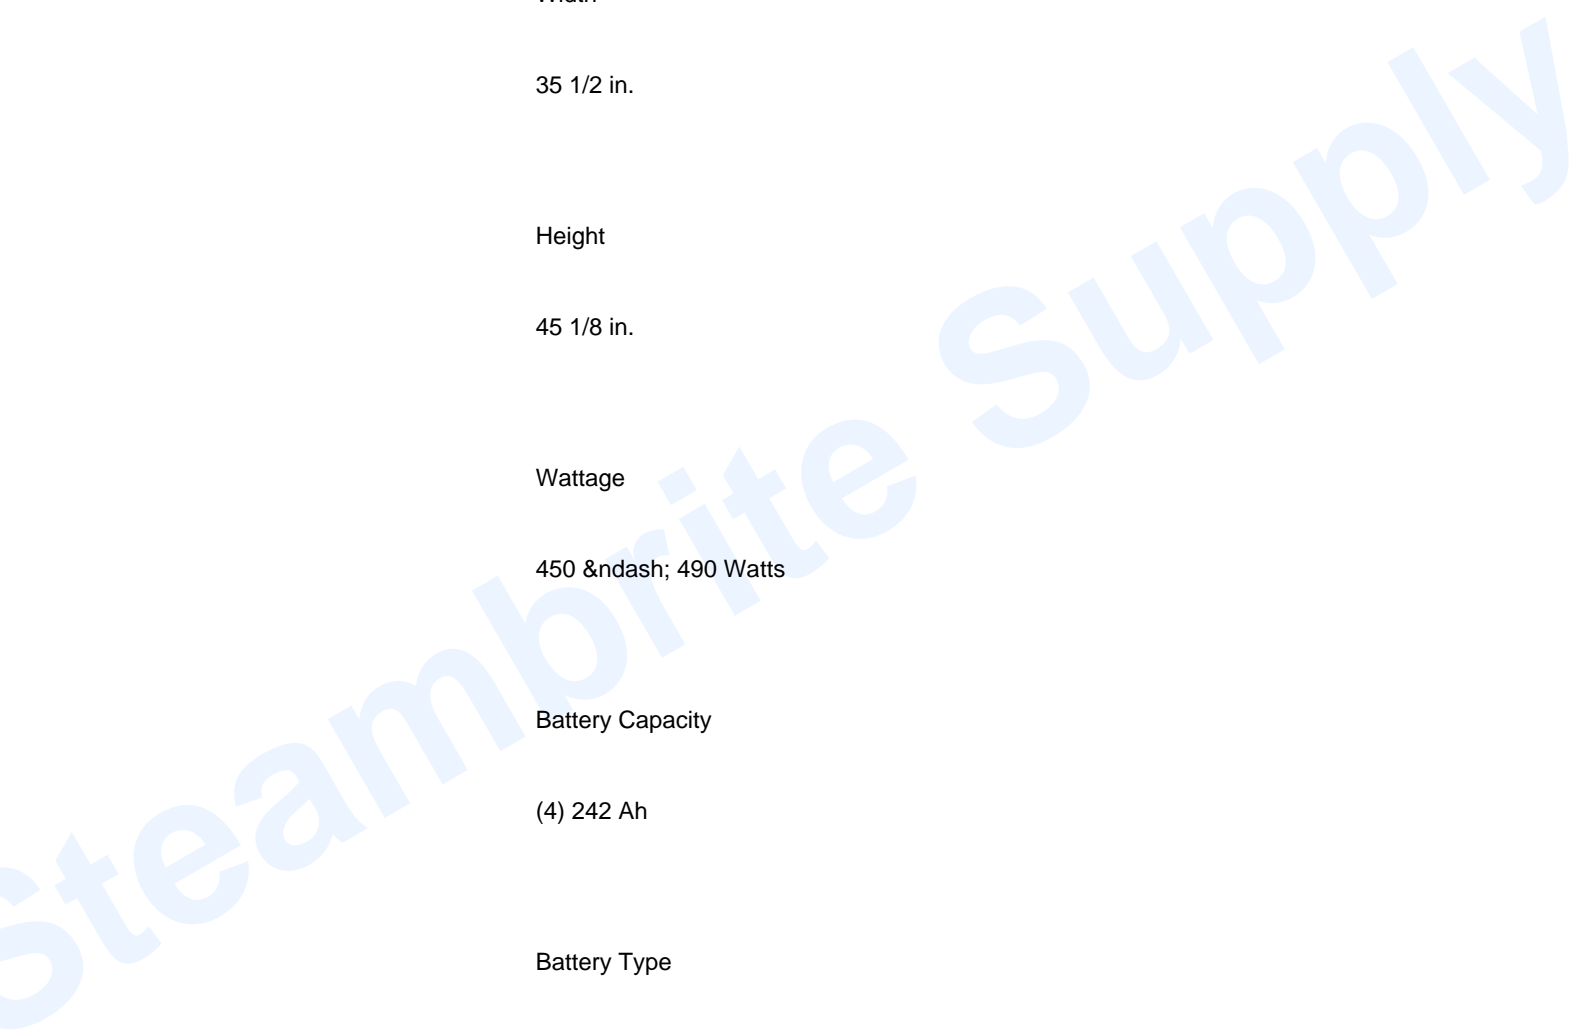 Width
35 1/2 in.
Height
45 1/8 in.
Wattage
450 &ndash; 490 Watts
Battery Capacity
(4) 242 Ah
Battery Type
Steambrite Supply